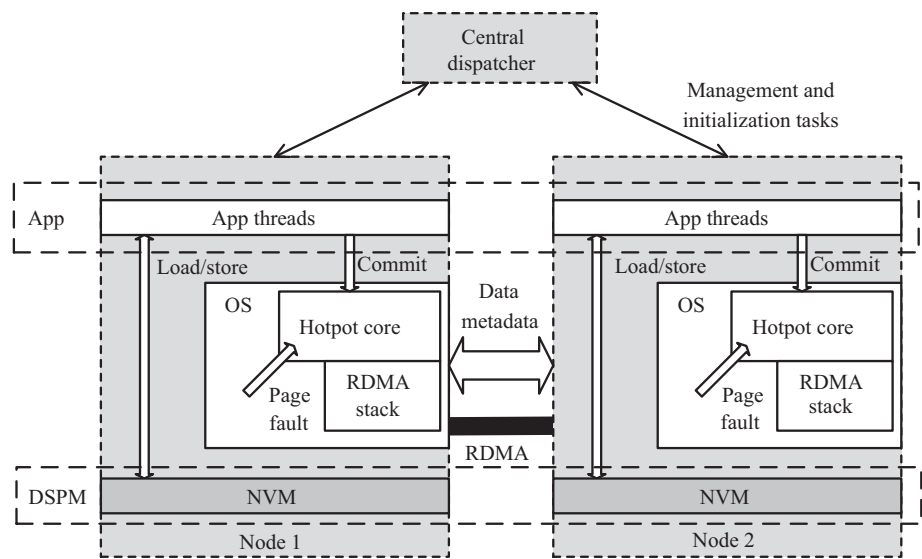 Central
dispatcher
Management and
initialization tasks
App
App threads
App threads
Load/store
Commit
Load/store
Commit
OS
Hotpot core
Data
metadata
OS
Hotpot core
RDMA
stack
Page
fault
RDMA
stack
Page
fault
RDMA
DSPM
NVM
NVM
Node 1
Node 2